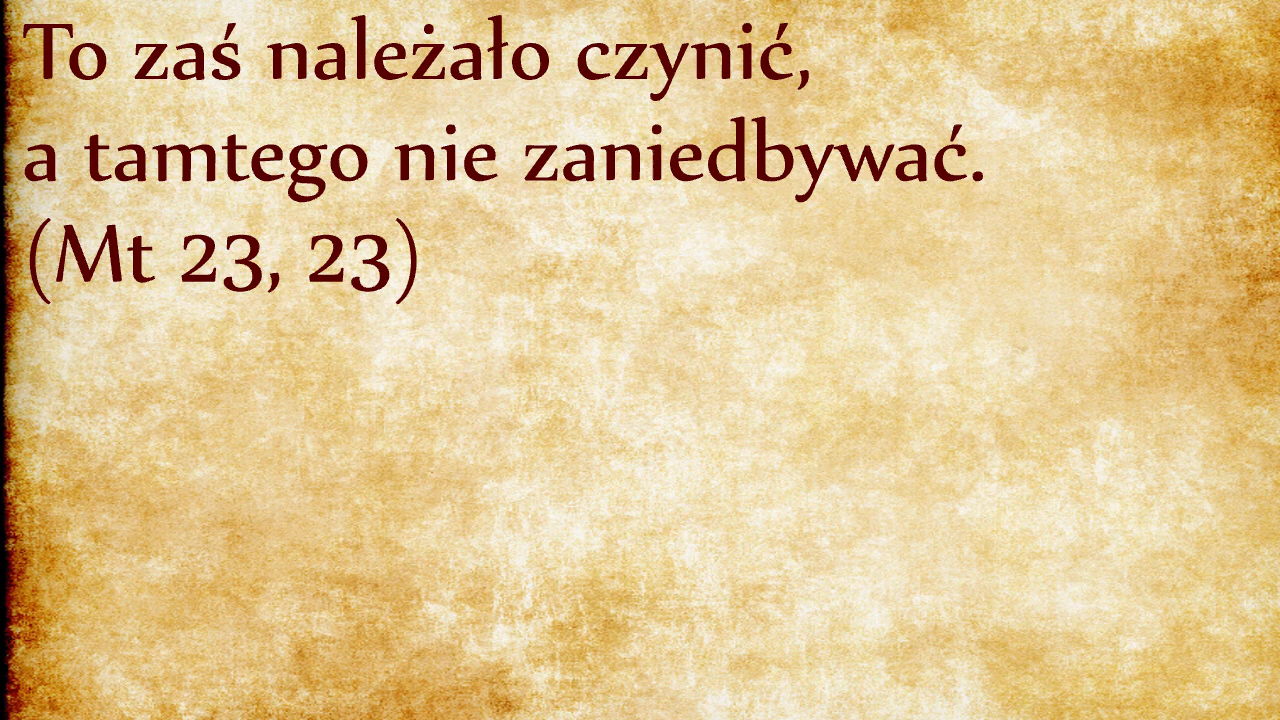 To zaś należało czynić,
a tamtego nie zaniedbywać.
(Mt 23, 23)